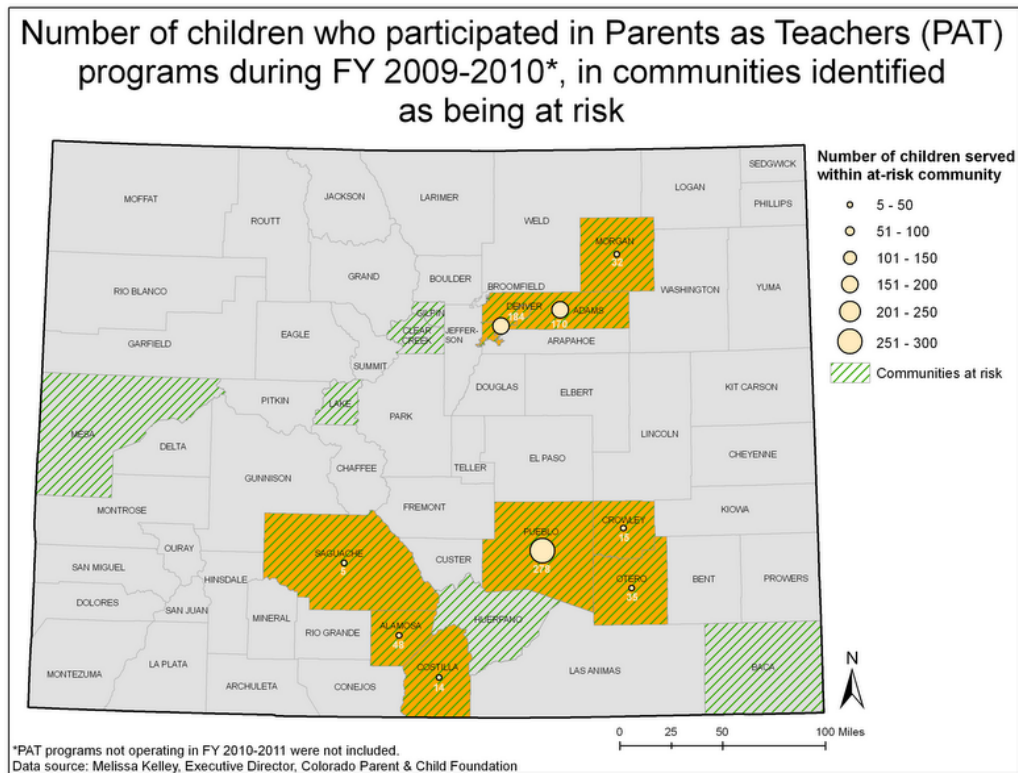 Number of children who participated in Parents as Teachers (PAT)
programs during FY 2009-2010*, in communities identified
as being at risk
Number of children served
within at-risk community
5 - 50
51 - 100
101 - 150
151 - 200
201 - 250
251 - 300
Communities at risk
MOFFAT
ROUTT
JACKSON
LARIMER
WELD
LOGAN
SEDGWICK
PHILLIPS
MORGAN
32
RIO BLANCO
GRAND
BOULDER
BROOMFIELD
WASHINGTON
YUMA
GILPIN
DENVER
184
ADAMS
170
GARFIELD
EAGLE
CLEAR
CREEK
JEFFER-
SON
ARAPAHOE
SUMMIT
DOUGLAS
ELBERT
KIT CARSON
PITKIN
LAKE
PARK
MESA
DELTA
LINCOLN
CHEYENNE
GUNNISON
CHAFFEE
TELLER
EL PASO
MONTROSE
FREMONT
KIOWA
OURAY
SAGUACHE
CUSTER
PUEBLO
278
CROWLEY
15
SAN MIGUEL
HINSDALE
OTERO
BENT
PROWERS
DOLORES
SAN JUAN
MINERAL
RIO GRANDE
ALAMOSA
48
HUERFANO
MONTEZUMA
LA PLATA
ARCHULETA
CONEJOS
COSTILLA
14
LAS ANIMAS
BACA
N
0 25 50 100 Miles
*PAT programs not operating in FY 2010-2011 were not included.
Data source: Melissa Kelley, Executive Director, Colorado Parent & Child Foundation